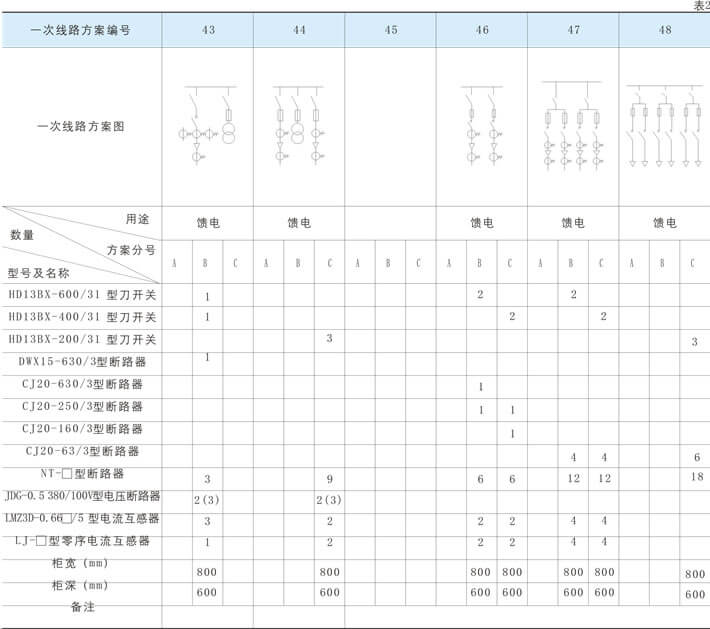 表2
一次线路方案编号 43 44 45 46 47 48
一次线路方案图
用途 馈电 馈电 馈电 馈电 馈电
数量
方案分号 A B C A B C A B C A B C A B C A B C
型号及名称
HD13BX-600/31 型刀开关 1 2 2
HD13BX-400/31 型刀开关 1 2 2
HD13BX-200/31 型刀开关 3 3
DWX15-630/3型断路器 1
CJ20-630/3型断路器 1
CJ20-250/3型断路器 1 1
CJ20-160/3型断路器 1
CJ20-63/3型断路器 4 4 6
NT-□型断路器 3 9 6 6 12 12 18
JDG-0.5 380/100V型电压断路器 2(3) 2(3)
LMZ3D-0.66□/5 型电流互感器 3 2 2 2 4 4
LJ-□型零序电流互感器 1 2 2 2 4 4
柜宽 (mm) 800 800 800 800 800 800 800
柜深 (mm) 600 600 600 600 600 600 600
备注